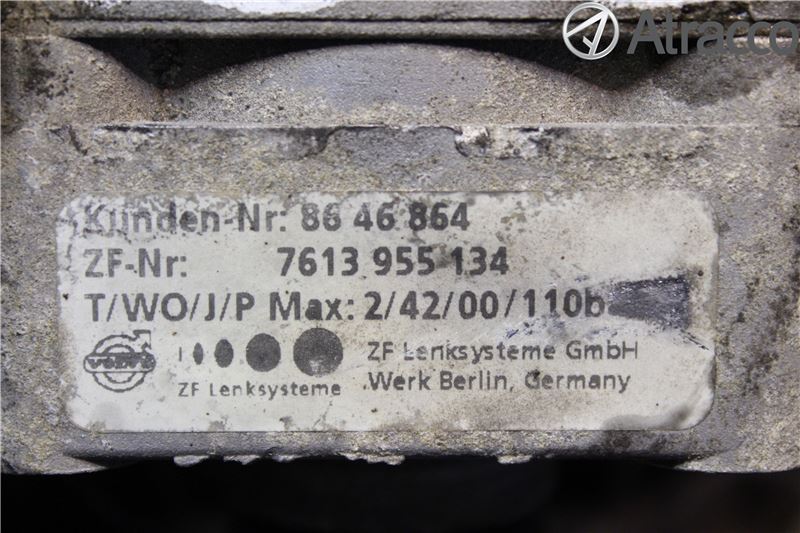 Atracco
Kunden-Nr: 86 46 864
ZF-Nr: 7613 955 134
T/WO/J/P Max: 2/42/00/110b
VOLVO
ZF Lenksysteme GmbH
ZF Lenksysteme
Werk Berlin, Germany